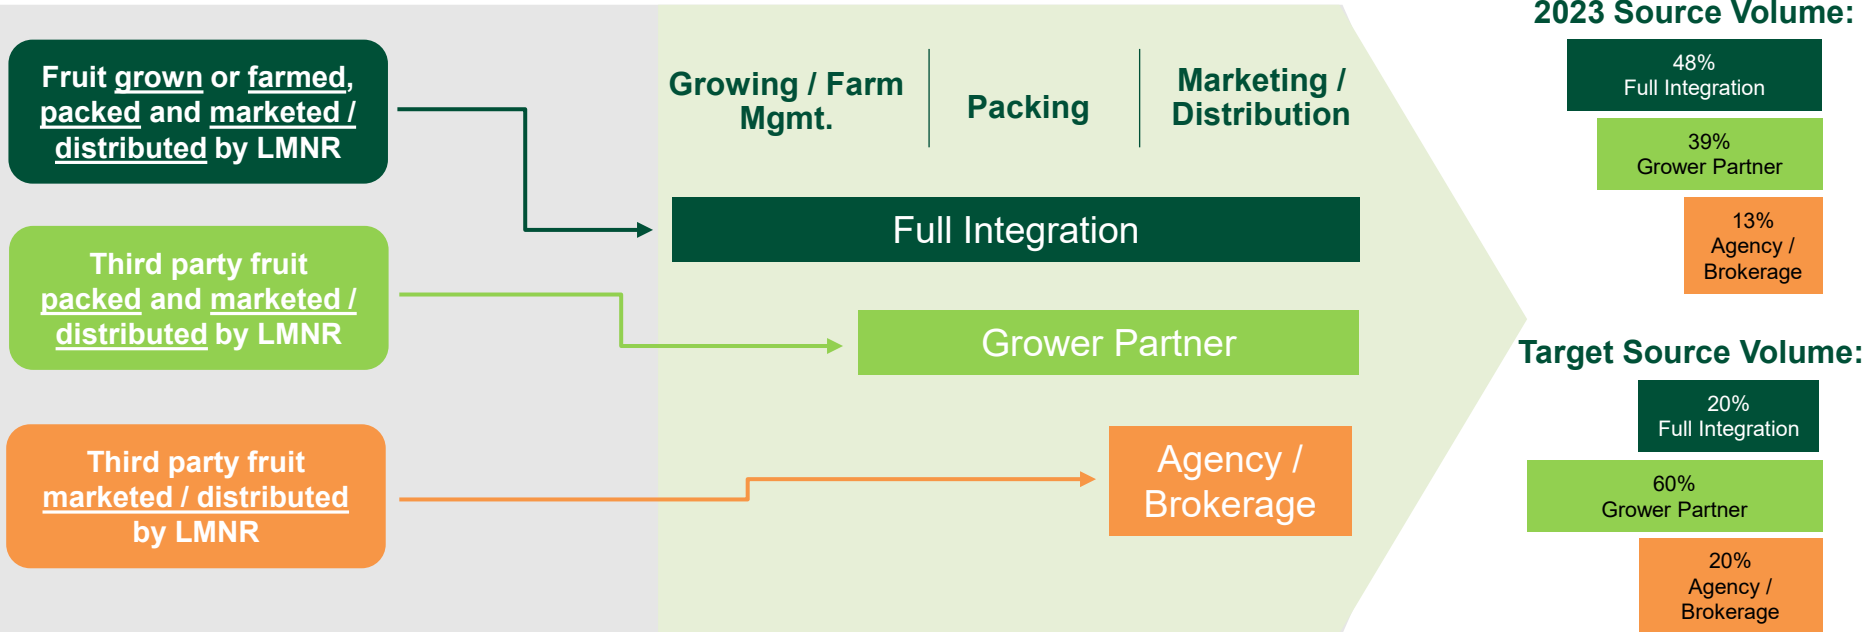 Fruit grown or farmed,
packed and marketed /
distributed by LMNR
Third party fruit
packed and marketed /
distributed by LMNR
Third party fruit
marketed / distributed
by LMNR
Growing / Farm
Mgmt.
Packing
Marketing /
Distribution
Full Integration
Grower Partner
Agency /
Brokerage
2023 Source Volume:
48%
Full Integration
39%
Grower Partner
13%
Agency /
Brokerage
Target Source Volume:
20%
Full Integration
60%
Grower Partner
20%
Agency /
Brokerage